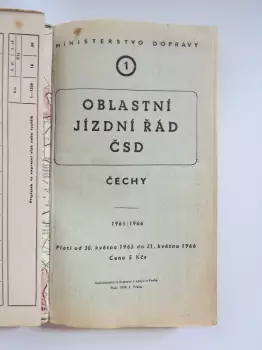 MINISTERSTVO DOPRAVY
1
OBLASTNÍ
JÍZDNÍ ŘÁD
ČSD
ČECHY
1965/1966
Platí od 30. května 1965 do 21. května 1966
Cena 5 Kčs